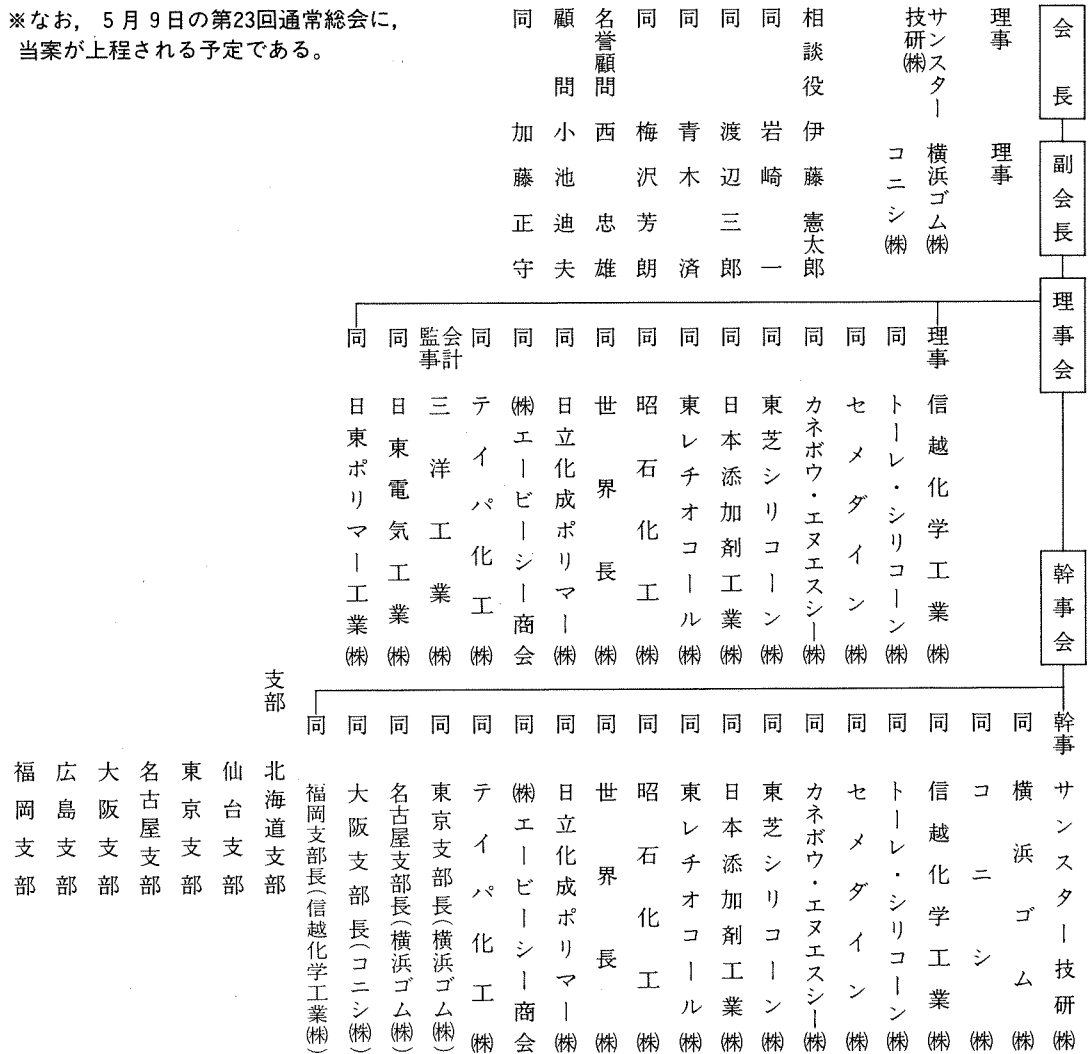 ※なお，5月9日の第23回通常総会に，
当案が上程される予定である。
会長
理事
サンスター技研㈱
副会長
理事
横浜ゴム㈱
コニシ㈱
相談役 伊藤憲太郎
同 岩崎一
同 渡辺三郎
同 青木済
同 梅沢芳朗
名誉顧問 西忠雄
顧問 小池迪夫
同 加藤正守
理事会
理事 信越化学工業㈱
同 トーレ・シリコーン㈱
同 セメダイン㈱
同 カネボウ・エヌエスシー㈱
同 東芝シリコーン㈱
同 日本添加剤工業㈱
同 東レチオコール㈱
同 昭石化工㈱
同 世界長㈱
同 日立化成ポリマー㈱
同 ㈱エービーシー商会
同 テイパ化工㈱
会計監事 三洋工業㈱
同 日東電気工業㈱
同 日東ポリマー工業㈱
幹事会
幹事 サンスター技研㈱
同 横浜ゴム㈱
同 コニシ㈱
同 信越化学工業㈱
同 トーレ・シリコーン㈱
同 セメダイン㈱
同 カネボウ・エヌエスシー㈱
同 東芝シリコーン㈱
同 日本添加剤工業㈱
同 東レチオコール㈱
同 昭石化工㈱
同 世界長㈱
同 日立化成ポリマー㈱
同 ㈱エービーシー商会
同 テイパ化工㈱
同 東京支部長(横浜ゴム㈱)
同 名古屋支部長(横浜ゴム㈱)
同 大阪支部長(コニシ㈱)
同 福岡支部長(信越化学工業㈱)
支部
北海道支部
仙台支部
東京支部
名古屋支部
大阪支部
広島支部
福岡支部